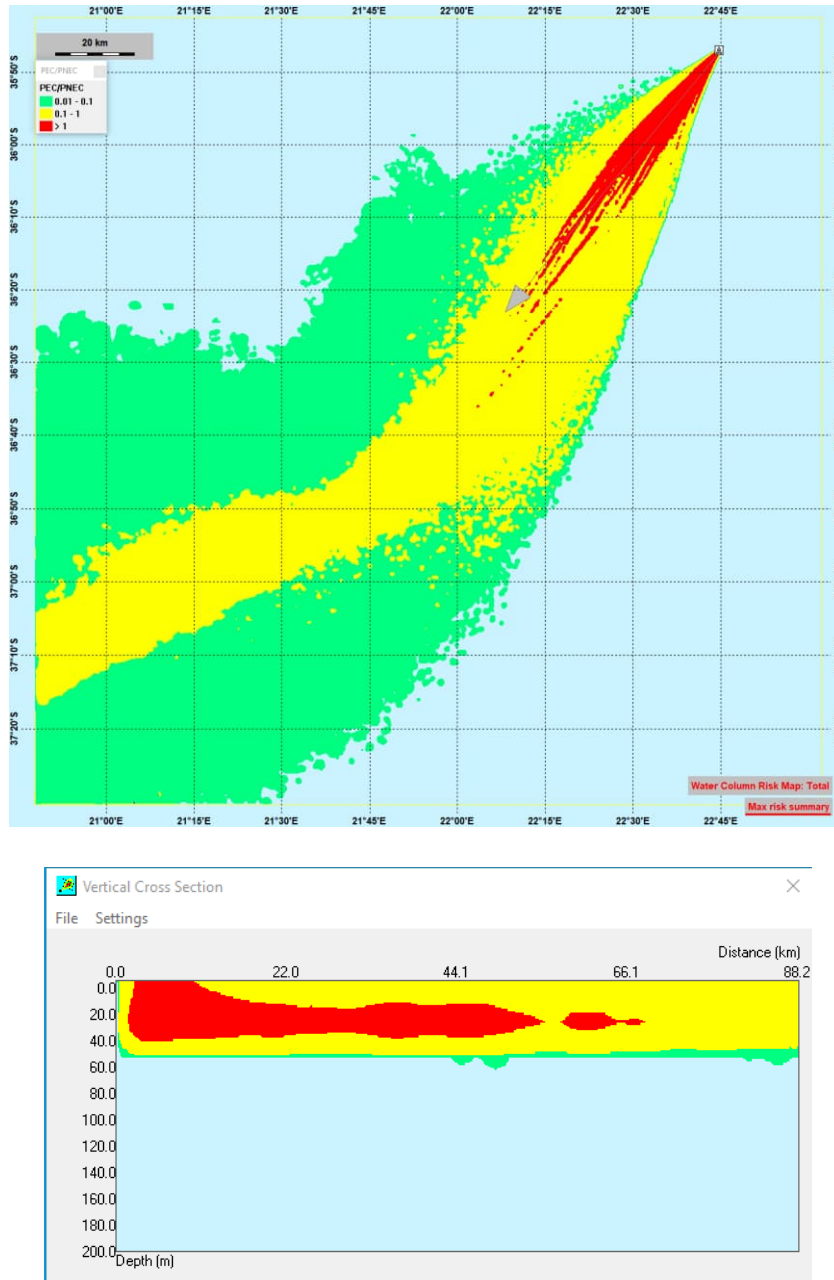 21°00'E 21°15'E 21°30'E 21°45'E 22°00'E 22°15'E 22°30'E 22°45'E
20 km
PEC/PNEC
PEC/PNEC
0.01 - 0.1
0.1 - 1
> 1
A
35°50'S
36°00'S
36°10'S
36°20'S
36°30'S
36°40'S
36°50'S
37°00'S
37°10'S
37°20'S
Water Column Risk Map: Total
Max risk summary
21°00'E 21°15'E 21°30'E 21°45'E 22°00'E 22°15'E 22°30'E 22°45'E
Vertical Cross Section
File Settings
Distance (km)
0.0 22.0 44.1 66.1 88.2
0.0
20.0
40.0
60.0
80.0
100.0
120.0
140.0
160.0
180.0
200.0
Depth (m)